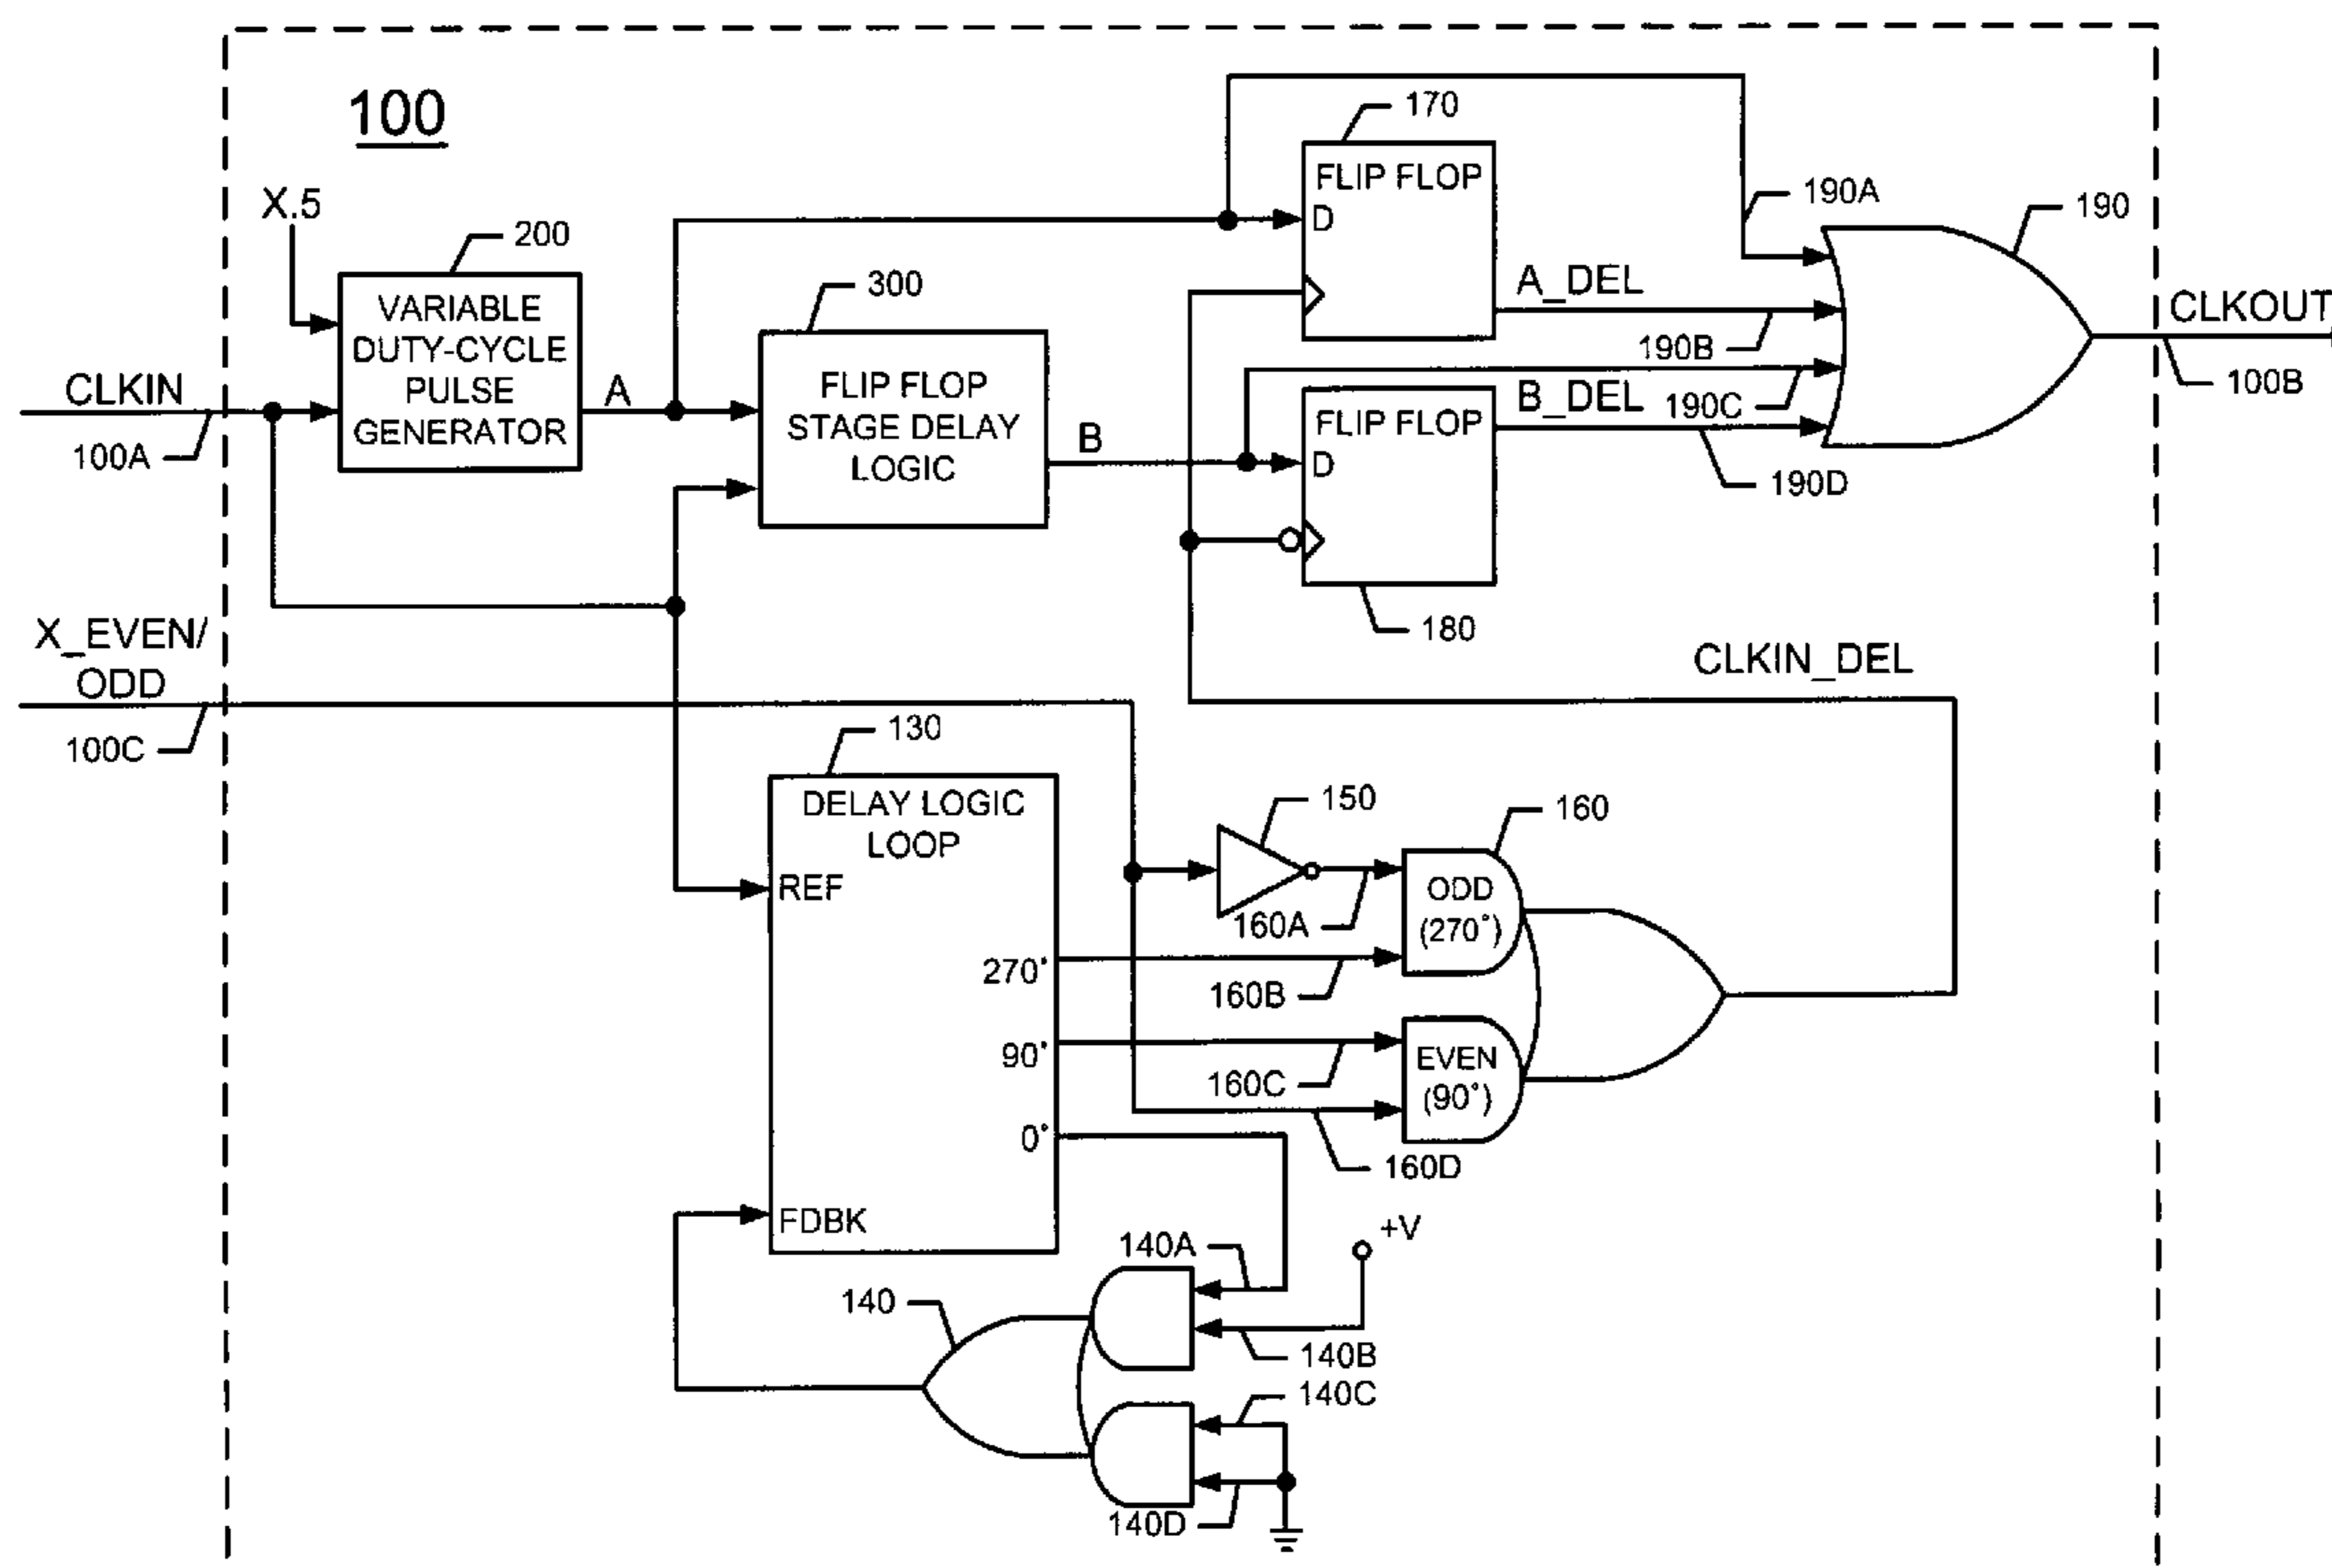 100
170
X.5
200
FLIP FLOP
D
190A
190
300
VARIABLE
DUTY-CYCLE
PULSE
GENERATOR
A_DEL
CLKOUT
CLKIN
A
FLIP FLOP
STAGE DELAY
LOGIC
190B
100B
B_DEL
190C
FLIP FLOP
100A
B
D
190D
X_EVEN/
ODD
180
CLKIN_DEL
100C
130
DELAY LOGIC
LOOP
150
160
REF
ODD
(270°)
160A
270°
160B
90°
EVEN
(90°)
160C
0°
160D
FDBK
+V
140A
140
140B
140C
140D